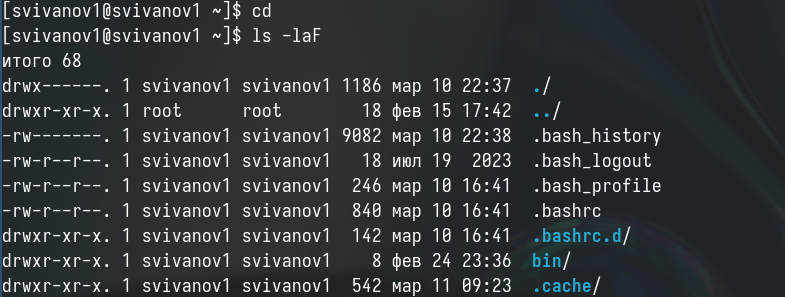 [svivanov1@svivanov1 ~]$ cd
[svivanov1@svivanov1 ~]$ ls -laF
итого 68
drwx------. 1 svivanov1 svivanov1 1186 мар 10 22:37  ./
drwxr-xr-x. 1 root      root        18 фев 15 17:42  ../
-rw-------. 1 svivanov1 svivanov1 9082 мар 10 22:38  .bash_history
-rw-r--r--. 1 svivanov1 svivanov1   18 июл 19  2023  .bash_logout
-rw-r--r--. 1 svivanov1 svivanov1  246 мар 10 16:41  .bash_profile
-rw-r--r--. 1 svivanov1 svivanov1  840 мар 10 16:41  .bashrc
drwxr-xr-x. 1 svivanov1 svivanov1  142 мар 10 16:41  .bashrc.d/
drwxr-xr-x. 1 svivanov1 svivanov1    8 фев 24 23:36  bin/
drwxr-xr-x. 1 svivanov1 svivanov1  542 мар 11 09:23  .cache/